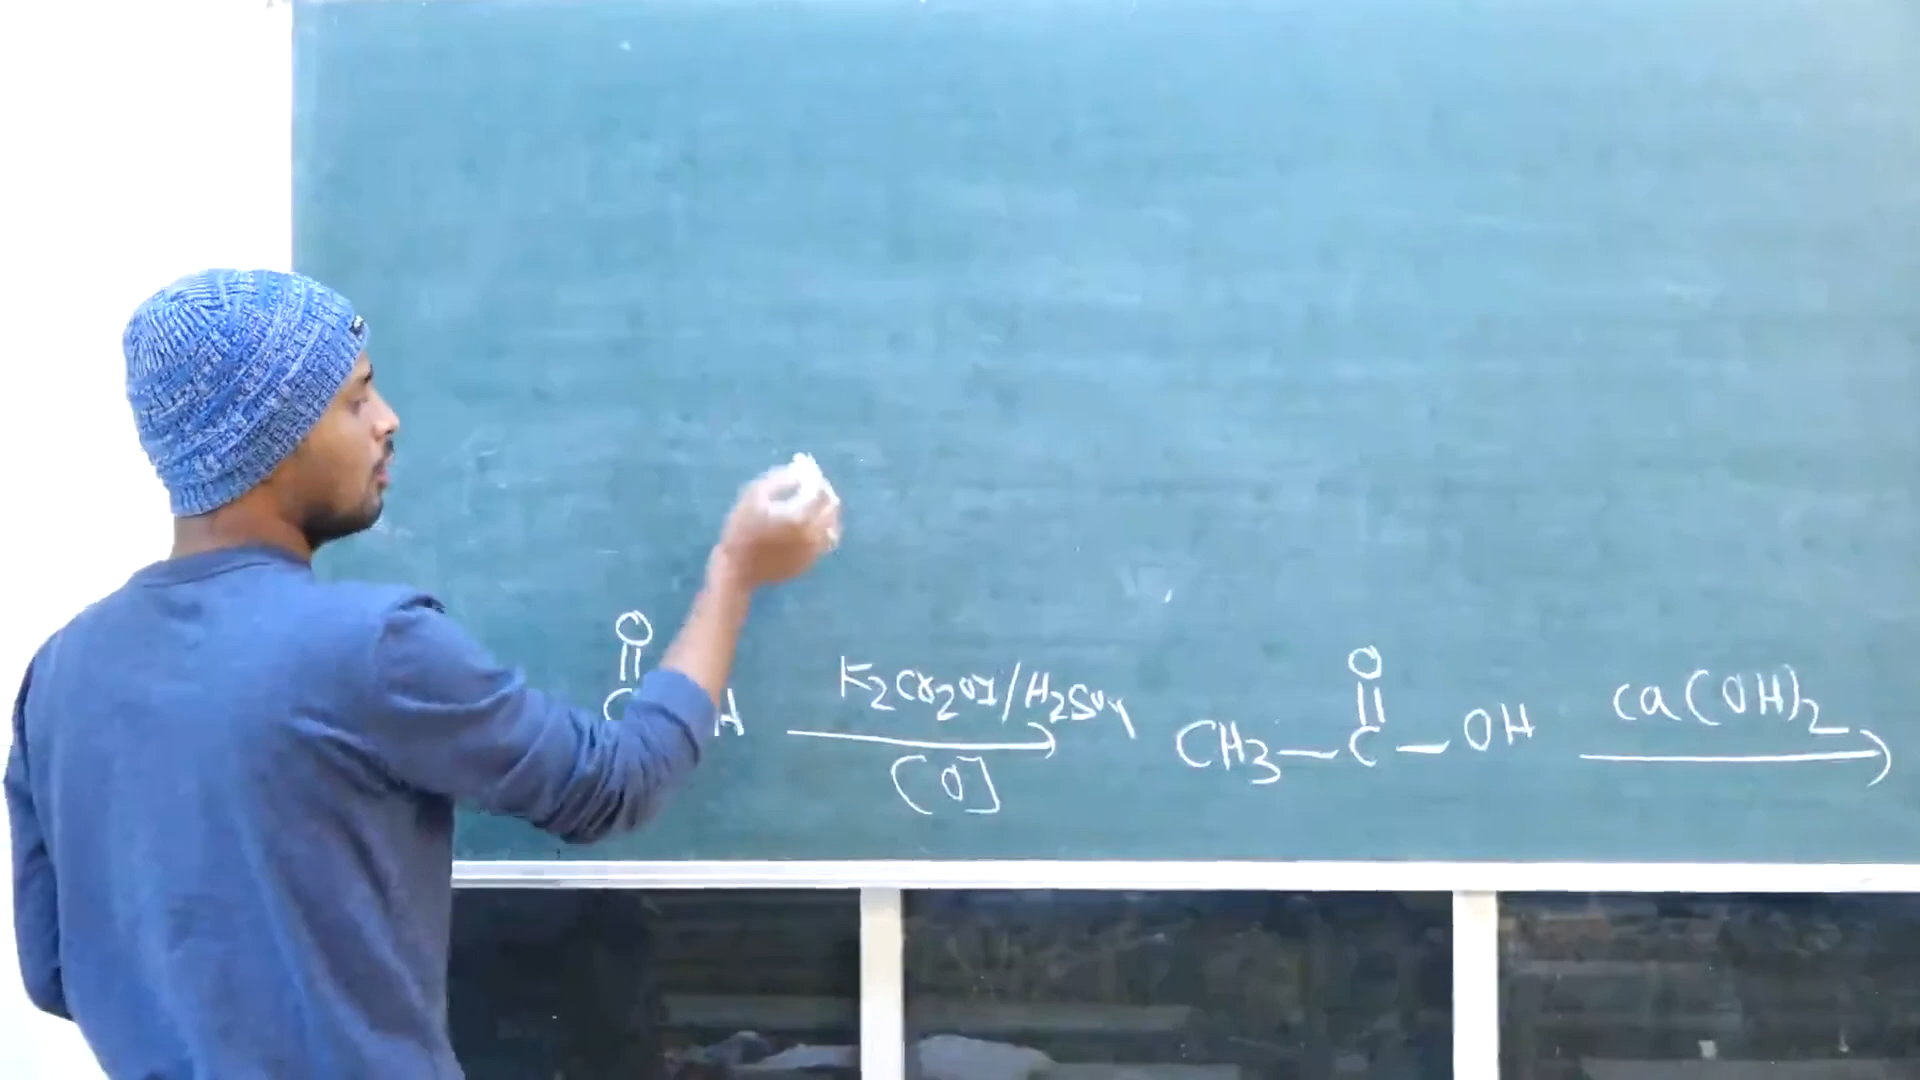 O
||
C H K2Cr2O7/H2SO4 [O]
O
||
CH3—C—OH Ca(OH)2